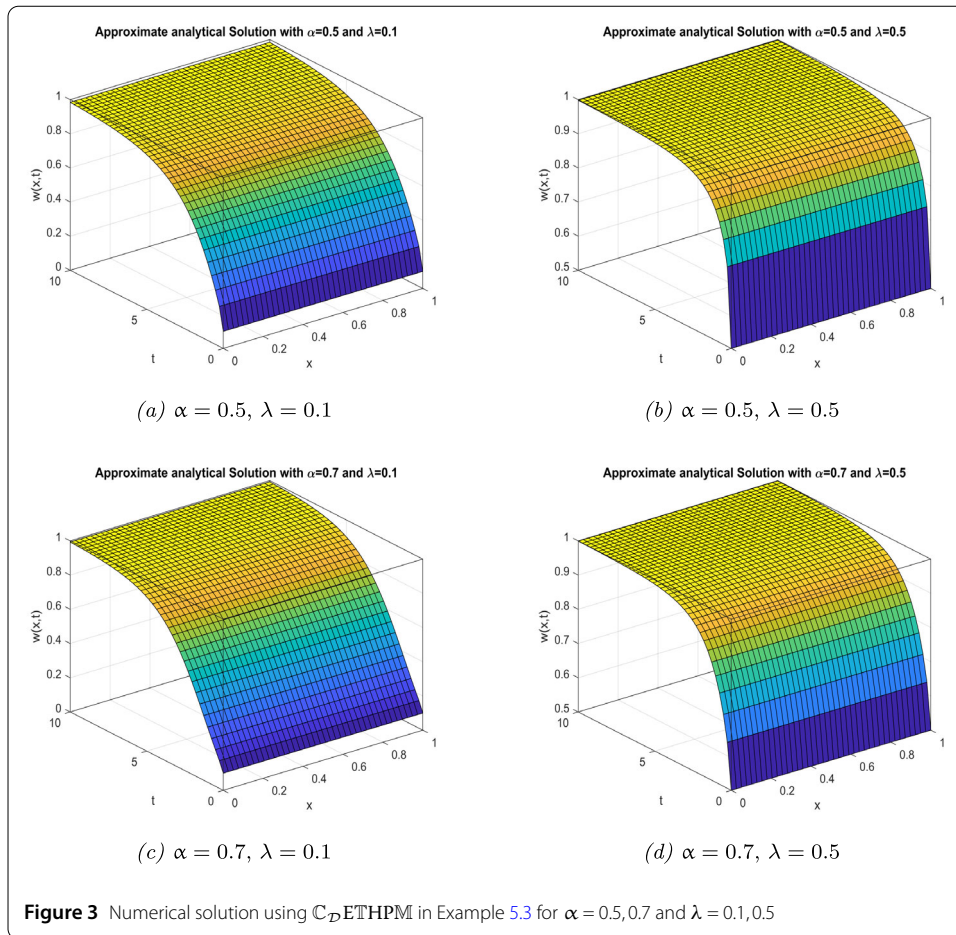 Approximate analytical Solution with α=0.5 and λ=0.1
1
0.8
0.6
0.4
0.2
0
w(x,t)
10
5
0
t
0
0.2
0.4
0.6
0.8
1
x
(a) α = 0.5, λ = 0.1
Approximate analytical Solution with α=0.5 and λ=0.5
1
0.9
0.8
0.7
0.6
0.5
w(x,t)
10
5
0
t
0
0.2
0.4
0.6
0.8
1
x
(b) α = 0.5, λ = 0.5
Approximate analytical Solution with α=0.7 and λ=0.1
1
0.8
0.6
0.4
0.2
0
w(x,t)
10
5
0
t
0
0.2
0.4
0.6
0.8
1
x
(c) α = 0.7, λ = 0.1
Approximate analytical Solution with α=0.7 and λ=0.5
1
0.9
0.8
0.7
0.6
0.5
w(x,t)
10
5
0
t
0
0.2
0.4
0.6
0.8
1
x
(d) α = 0.7, λ = 0.5
Figure 3 Numerical solution using ℂ𝒟𝔼𝕋ℍℙ𝕄 in Example 5.3 for α = 0.5, 0.7 and λ = 0.1, 0.5